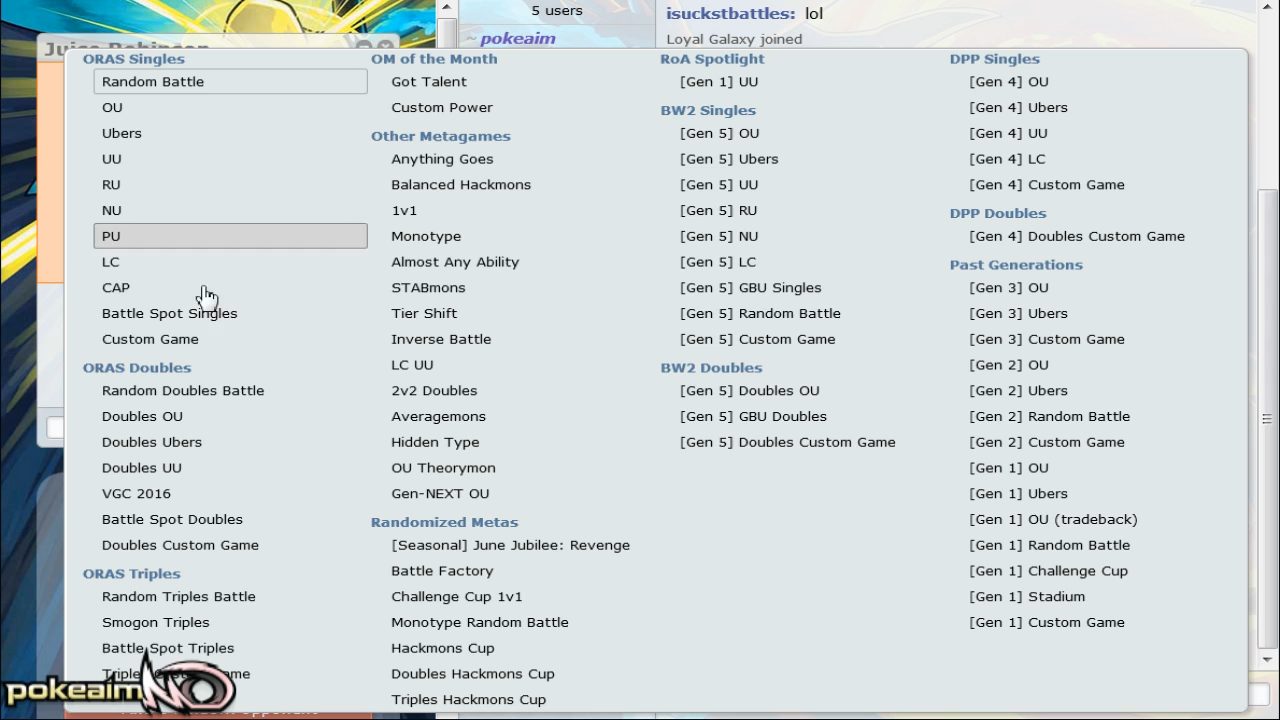 5 users
~ pokeaim
isuckstbattles: lol
Loyal Galaxy joined
ORAS Singles
Random Battle
OU
Ubers
UU
RU
NU
PU
LC
CAP
Battle Spot Singles
Custom Game
ORAS Doubles
Random Doubles Battle
Doubles OU
Doubles Ubers
Doubles UU
VGC 2016
Battle Spot Doubles
Doubles Custom Game
ORAS Triples
Random Triples Battle
Smogon Triples
Battle Spot Triples
Triples Custom Game
OM of the Month
Got Talent
Custom Power
Other Metagames
Anything Goes
Balanced Hackmons
1v1
Monotype
Almost Any Ability
STABmons
Tier Shift
Inverse Battle
LC UU
2v2 Doubles
Averagemons
Hidden Type
OU Theorymon
Gen-NEXT OU
Randomized Metas
[Seasonal] June Jubilee: Revenge
Battle Factory
Challenge Cup 1v1
Monotype Random Battle
Hackmons Cup
Doubles Hackmons Cup
Triples Hackmons Cup
RoA Spotlight
[Gen 1] UU
BW2 Singles
[Gen 5] OU
[Gen 5] Ubers
[Gen 5] UU
[Gen 5] RU
[Gen 5] NU
[Gen 5] LC
[Gen 5] GBU Singles
[Gen 5] Random Battle
[Gen 5] Custom Game
BW2 Doubles
[Gen 5] Doubles OU
[Gen 5] GBU Doubles
[Gen 5] Doubles Custom Game
DPP Singles
[Gen 4] OU
[Gen 4] Ubers
[Gen 4] UU
[Gen 4] LC
[Gen 4] Custom Game
DPP Doubles
[Gen 4] Doubles Custom Game
Past Generations
[Gen 3] OU
[Gen 3] Ubers
[Gen 3] Custom Game
[Gen 2] OU
[Gen 2] Ubers
[Gen 2] Random Battle
[Gen 2] Custom Game
[Gen 1] OU
[Gen 1] Ubers
[Gen 1] OU (tradeback)
[Gen 1] Random Battle
[Gen 1] Challenge Cup
[Gen 1] Stadium
[Gen 1] Custom Game
pokeaimMD